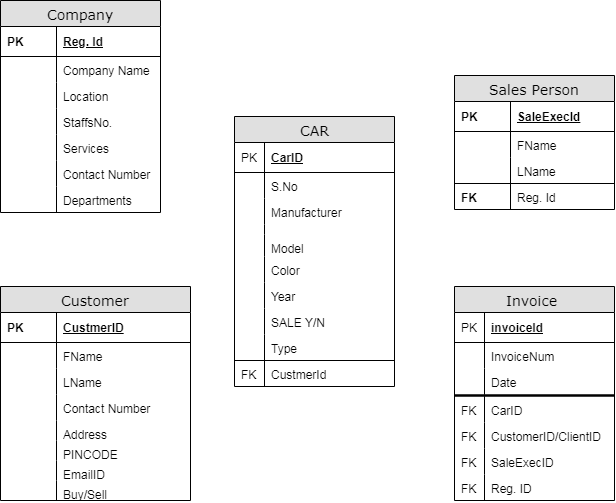 Company
PK Reg. Id
Company Name
Location
StaffsNo.
Services
Contact Number
Departments
Sales Person
PK SaleExecId
FName
LName
FK Reg. Id
CAR
PK CarID
S.No
Manufacturer
Model
Color
Year
SALE Y/N
Type
FK CustmerId
Customer
PK CustmerID
FName
LName
Contact Number
Address
PINCODE
EmailID
Buy/Sell
Invoice
PK invoiceId
InvoiceNum
Date
FK CarID
FK CustomerID/ClientID
FK SaleExecID
FK Reg. ID